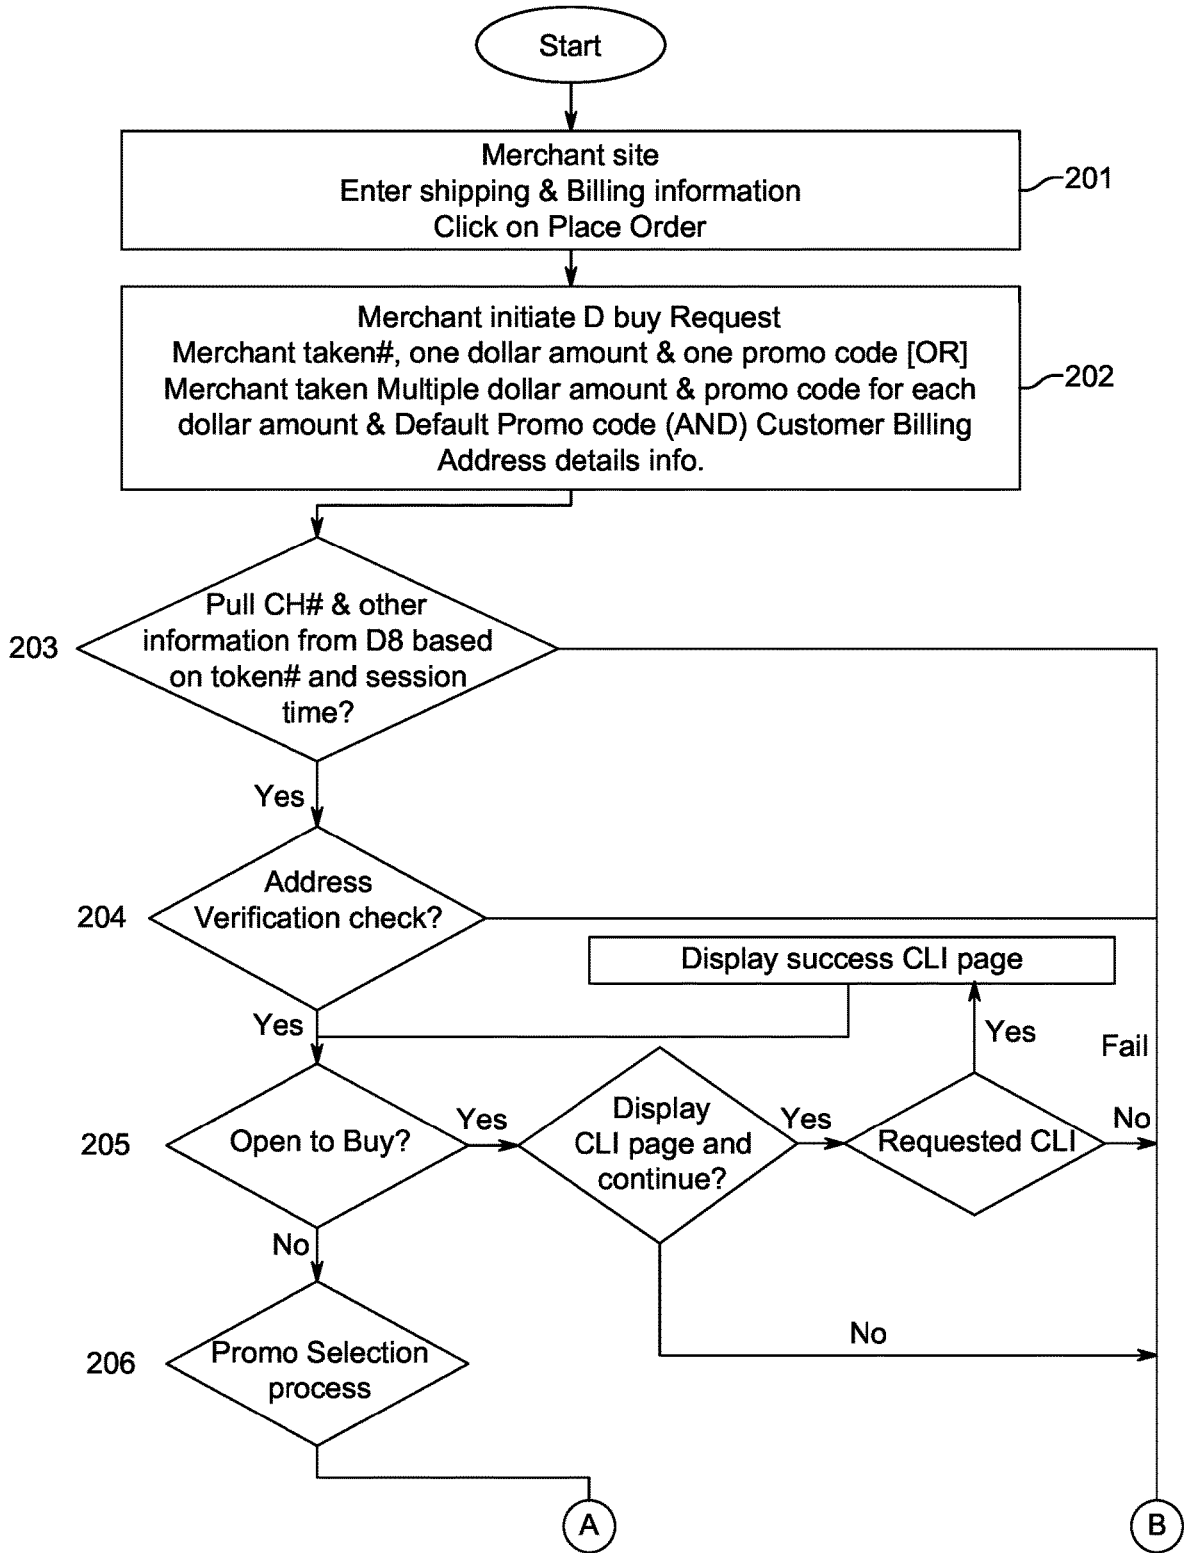 Start
Merchant site
Enter shipping & Billing information
Click on Place Order
201
Merchant initiate D buy Request
Merchant taken#, one dollar amount & one promo code [OR]
Merchant taken Multiple dollar amount & promo code for each
dollar amount & Default Promo code (AND) Customer Billing
Address details info.
202
203
Pull CH# & other
information from D8 based
on token# and session
time?
Yes
204
Address
Verification check?
Display success CLI page
Yes
Yes
Fail
205
Open to Buy?
Yes
Display
CLI page and
continue?
Yes
Requested CLI
No
No
No
206
Promo Selection
process
A
B